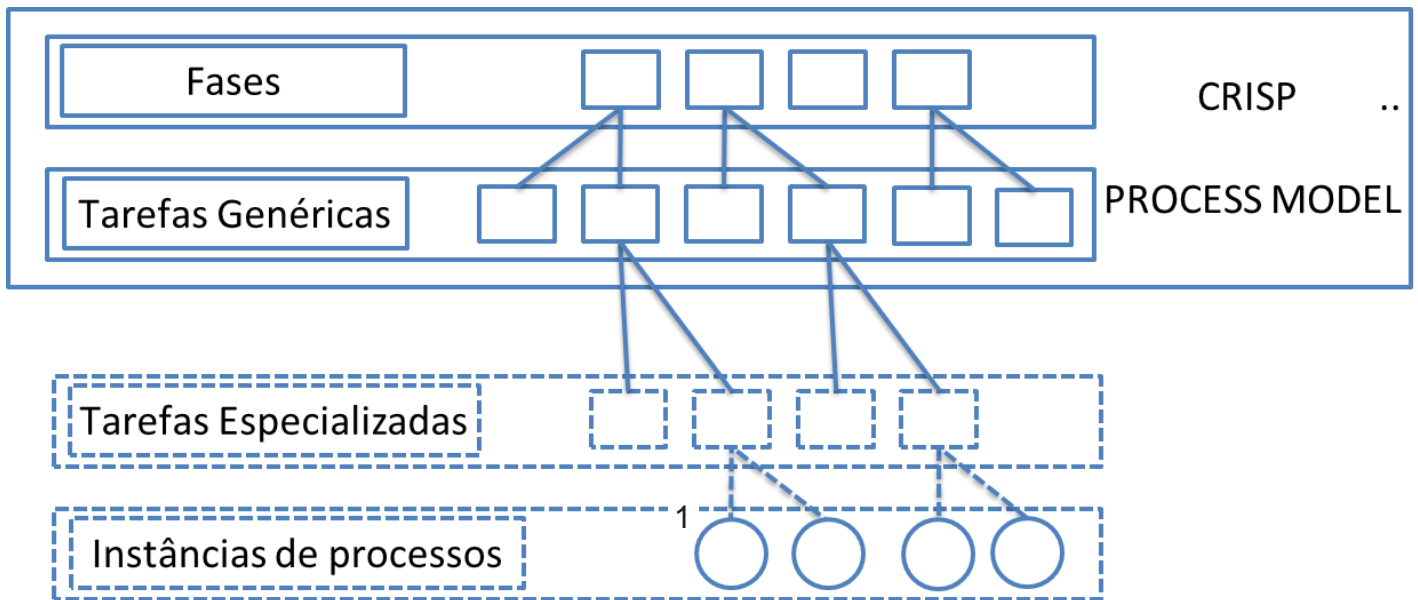 Fases
CRISP ..
Tarefas Genéricas
PROCESS MODEL
Tarefas Especializadas
1
Instâncias de processos